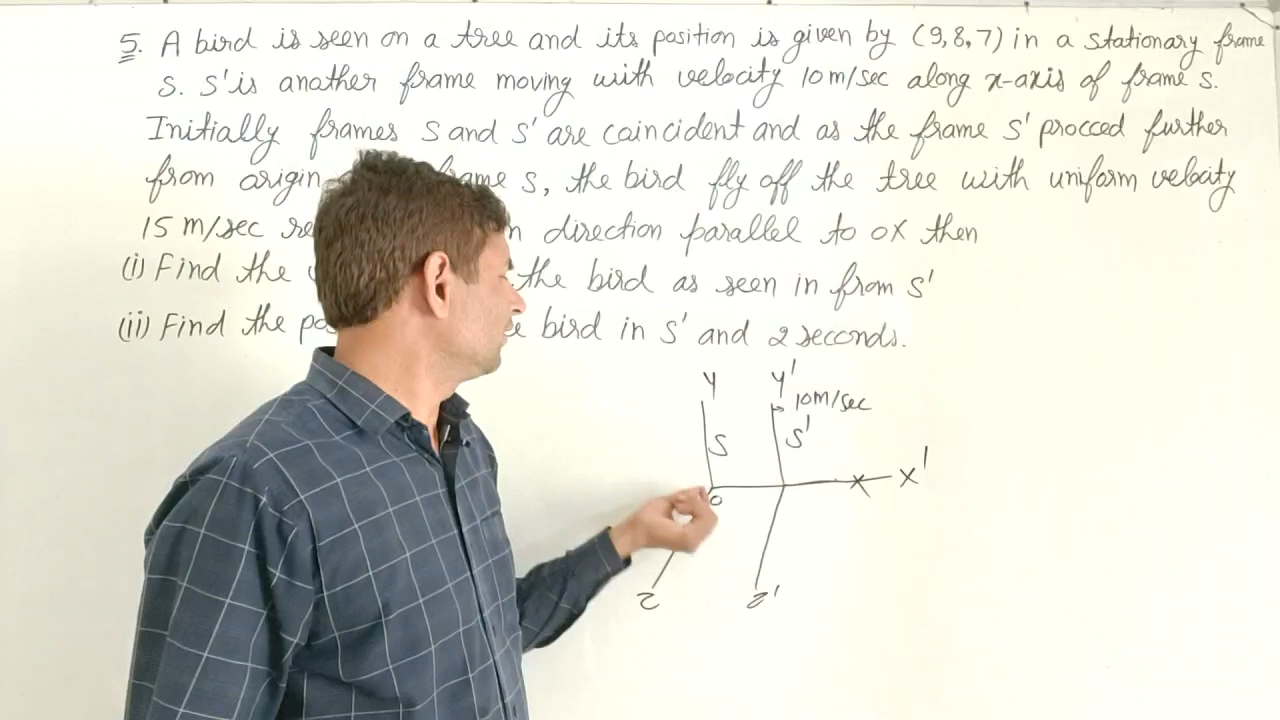 5. A bird is seen on a tree and its position is given by (9,8,7) in a stationary frame
S. S' is anather frame moving with velocity 10 m/sec along x-axis of frame S.
Initially frames S and S' are coincident and as the frame S' procced further
from origin frame S, the bird fly off the tree with uniform velocity
15 m/sec direction parallel to OX then
(i) Find the the bird as seen in from S'
(ii) Find the bird in S' and 2 seconds.
Y Y'
10m/sec
S S'
X X'
O
Z Z'